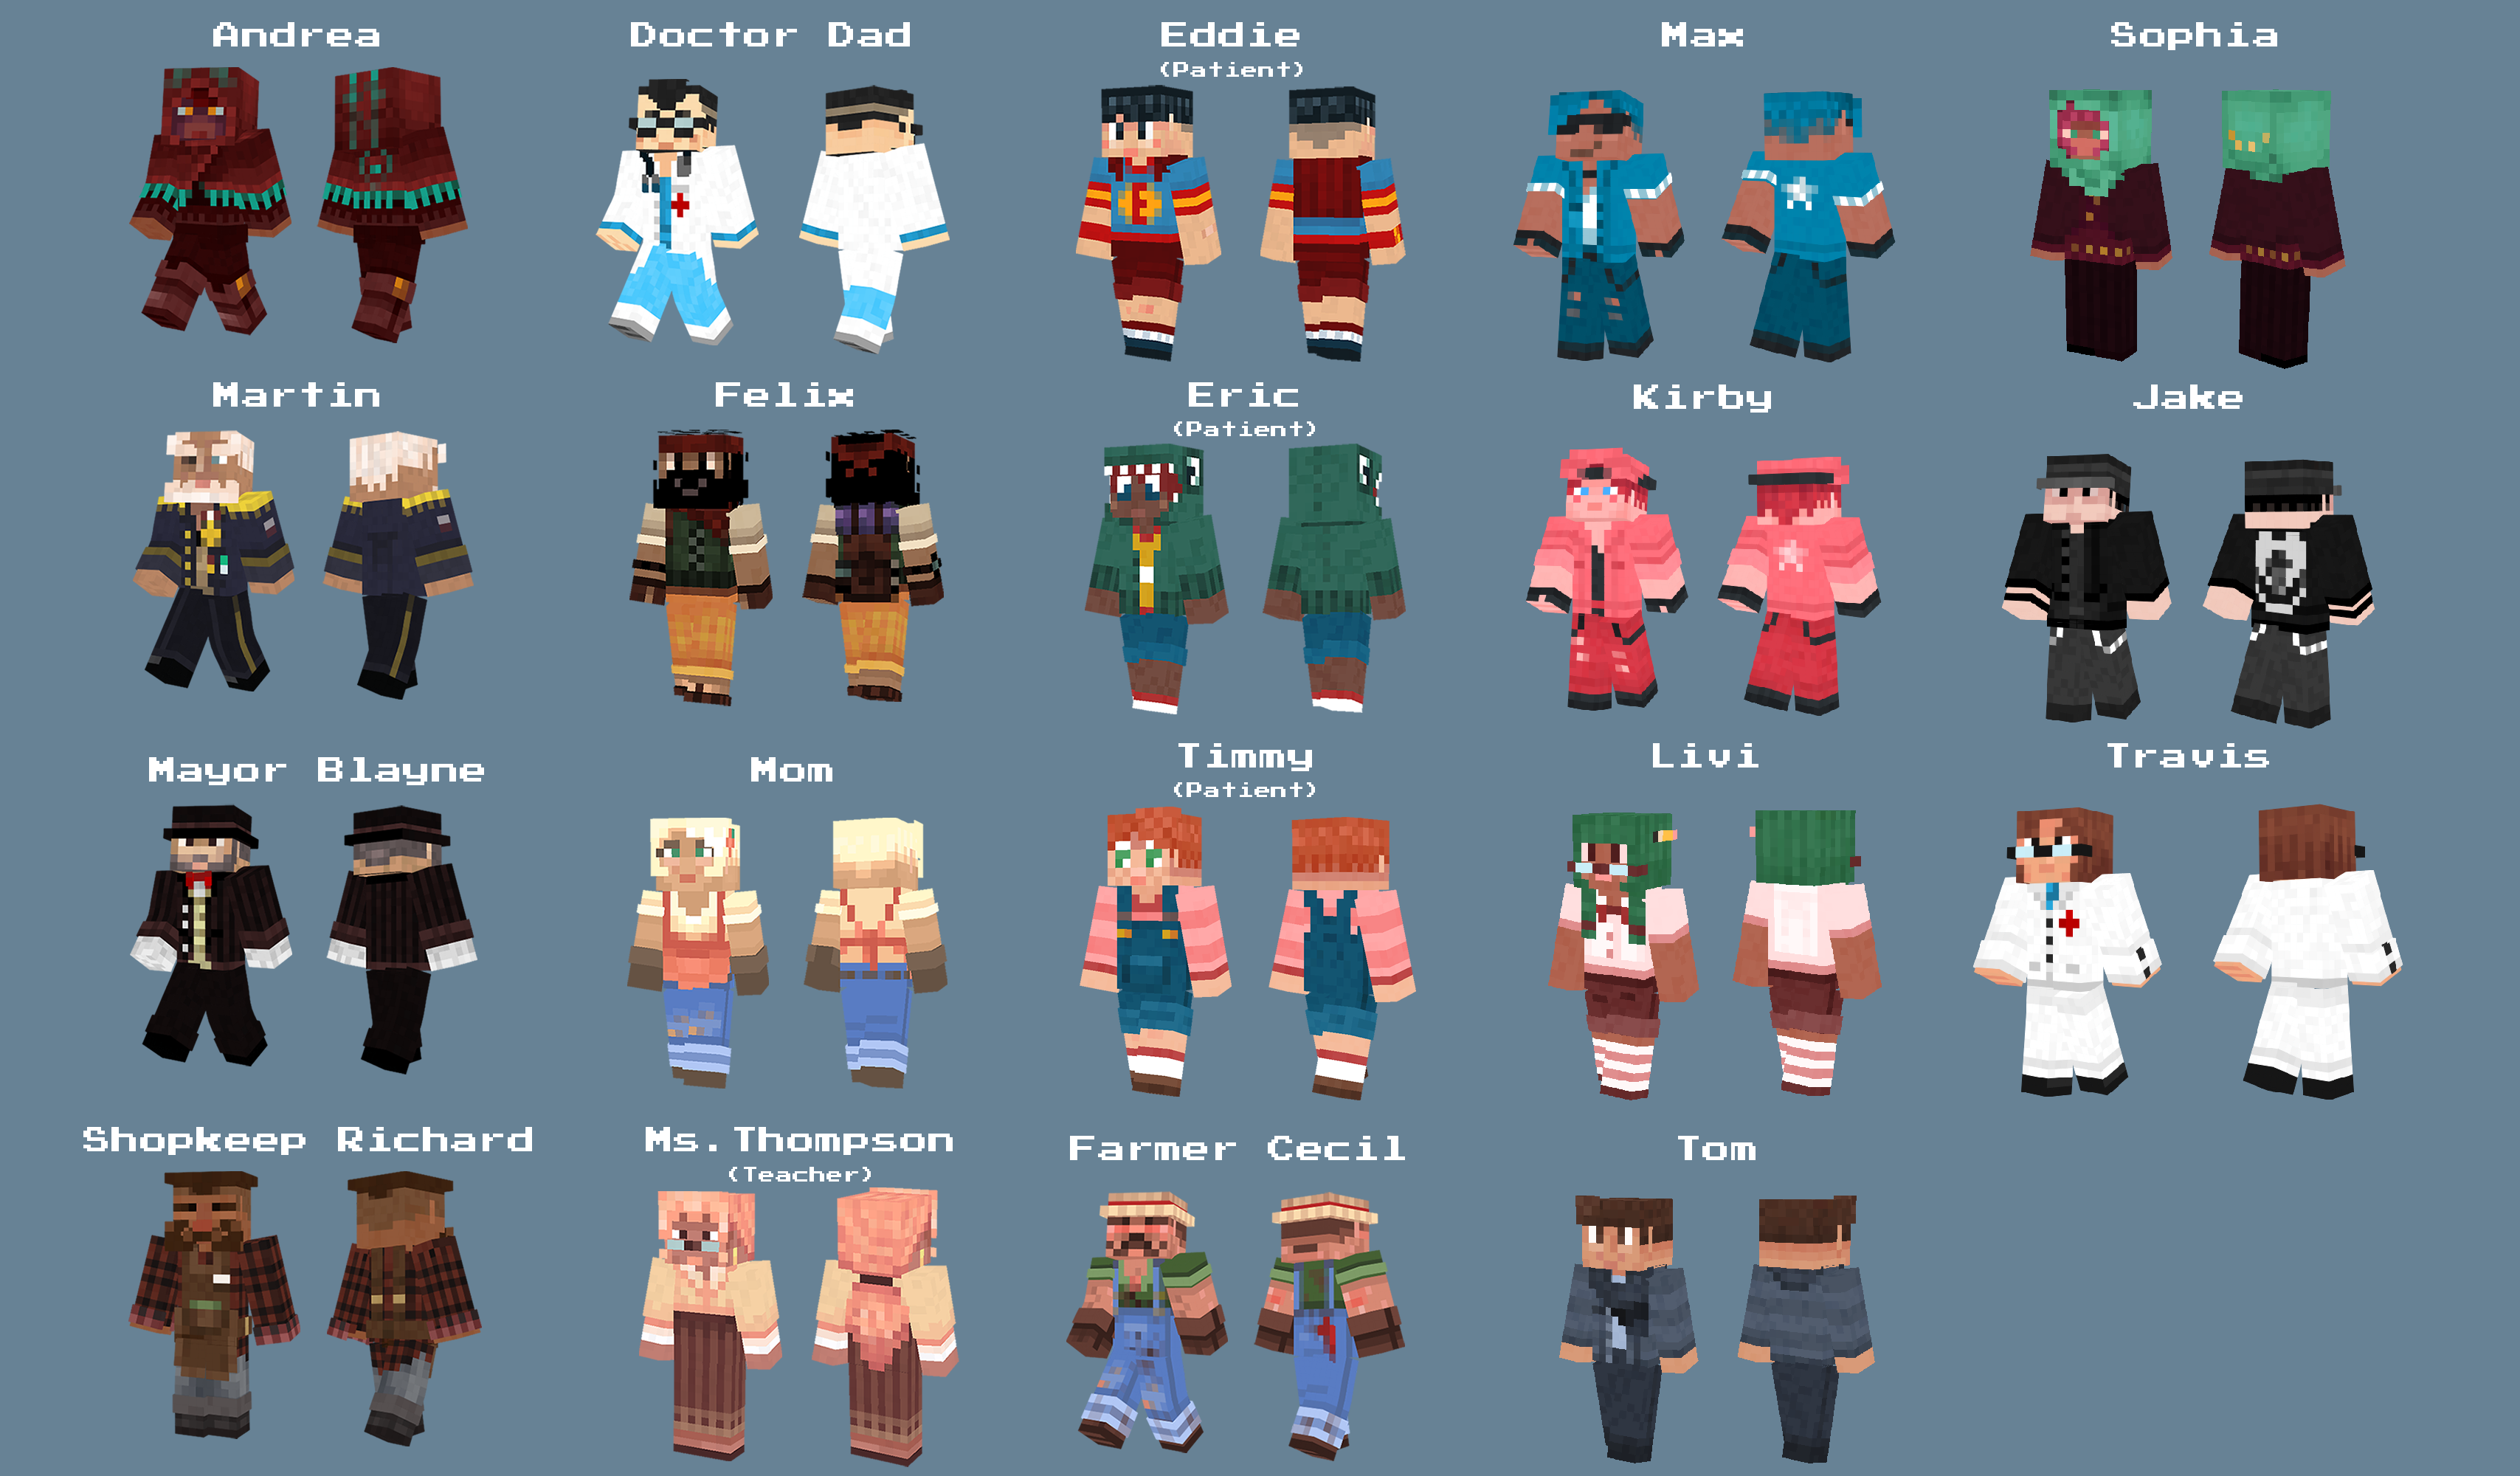 Andrea
Doctor Dad
Eddie
(Patient)
Max
Sophia
Martin
Felix
Eric
(Patient)
Kirby
Jake
Mayor Blayne
Mom
Timmy
(Patient)
Livi
Travis
Shopkeep Richard
Ms.Thompson
(Teacher)
Farmer Cecil
Tom